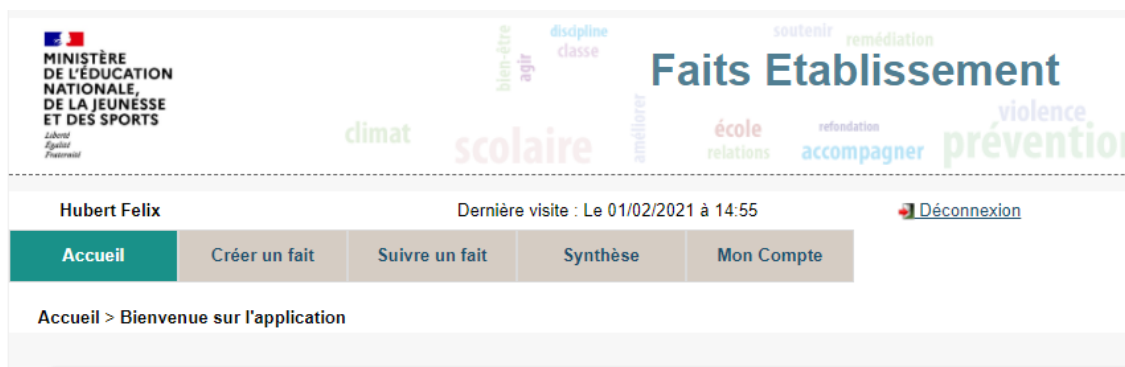 MINISTÈRE
DE L'ÉDUCATION
NATIONALE,
DE LA JEUNESSE
ET DES SPORTS
Liberté
Égalité
Fraternité
bien-être
agir
discipline
classe
soutenir
remédiation
Faits Etablissement
climat
scolaire
améliorer
école
relations
refondation
accompagner
violence
prévention
Hubert Felix
Dernière visite : Le 01/02/2021 à 14:55
Déconnexion
Accueil
Créer un fait
Suivre un fait
Synthèse
Mon Compte
Accueil > Bienvenue sur l'application